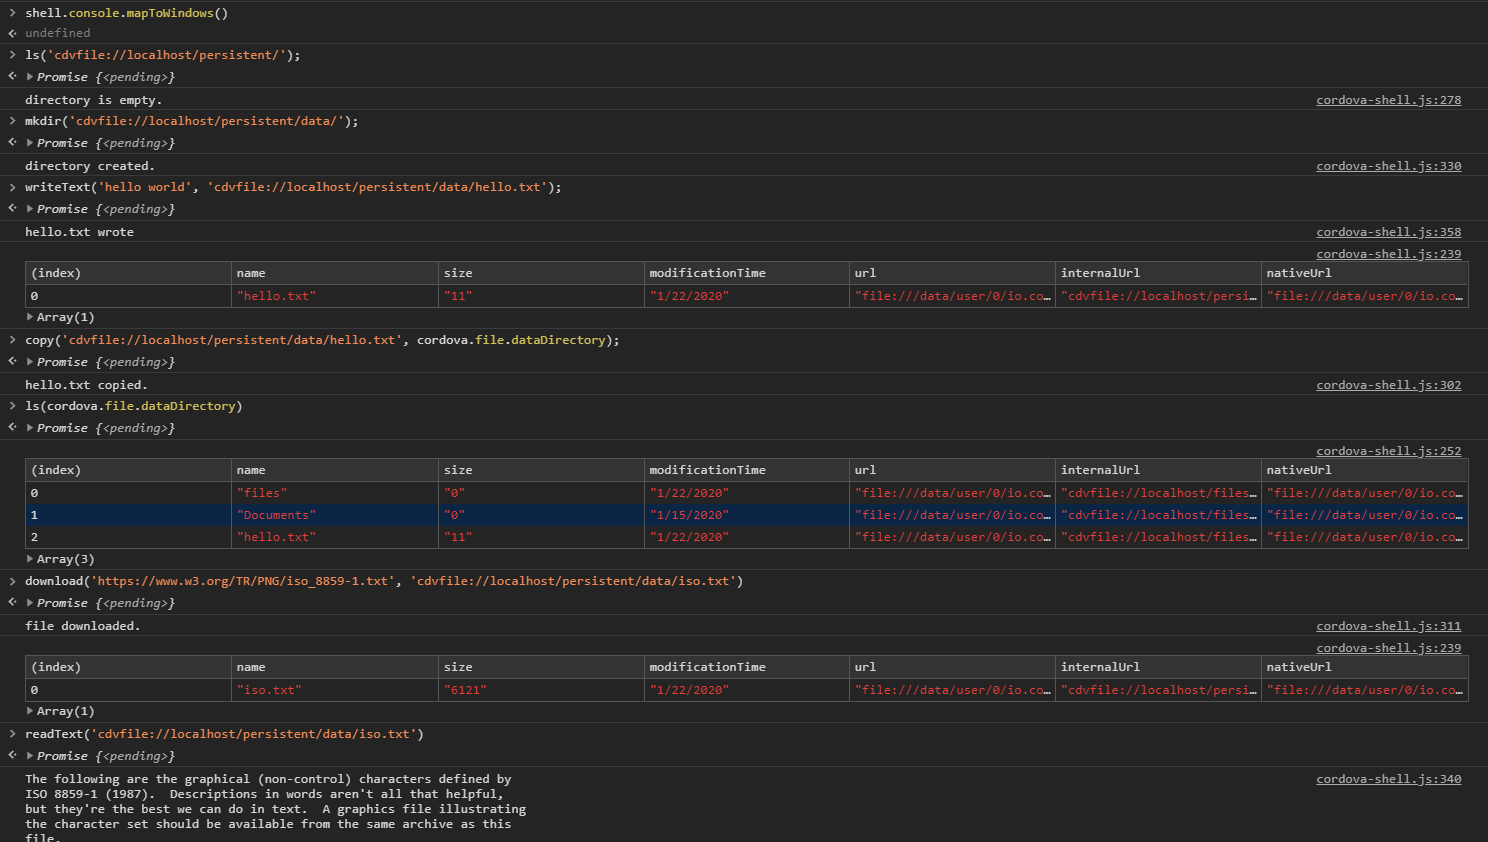 shell.console.mapToWindows()
undefined
ls('cdvfile://localhost/persistent/');
Promise {<pending>}
directory is empty. cordova-shell.js:278
mkdir('cdvfile://localhost/persistent/data/');
Promise {<pending>}
directory created. cordova-shell.js:330
writeText('hello world', 'cdvfile://localhost/persistent/data/hello.txt');
Promise {<pending>}
hello.txt wrote cordova-shell.js:358
cordova-shell.js:239
(index) name size modificationTime url internalUrl nativeUrl
0 "hello.txt" "11" "1/22/2020" "file:///data/user/0/io.co… "cdvfile://localhost/persi… "file:///data/user/0/io.co…
Array(1)
copy('cdvfile://localhost/persistent/data/hello.txt', cordova.file.dataDirectory);
Promise {<pending>}
hello.txt copied. cordova-shell.js:302
ls(cordova.file.dataDirectory)
Promise {<pending>}
cordova-shell.js:252
(index) name size modificationTime url internalUrl nativeUrl
0 "files" "0" "1/22/2020" "file:///data/user/0/io.co… "cdvfile://localhost/files… "file:///data/user/0/io.co…
1 "Documents" "0" "1/15/2020" "file:///data/user/0/io.co… "cdvfile://localhost/files… "file:///data/user/0/io.co…
2 "hello.txt" "11" "1/22/2020" "file:///data/user/0/io.co… "cdvfile://localhost/files… "file:///data/user/0/io.co…
Array(3)
download('https://www.w3.org/TR/PNG/iso_8859-1.txt', 'cdvfile://localhost/persistent/data/iso.txt')
Promise {<pending>}
file downloaded. cordova-shell.js:311
cordova-shell.js:239
(index) name size modificationTime url internalUrl nativeUrl
0 "iso.txt" "6121" "1/22/2020" "file:///data/user/0/io.co… "cdvfile://localhost/persi… "file:///data/user/0/io.co…
Array(1)
readText('cdvfile://localhost/persistent/data/iso.txt')
Promise {<pending>}
The following are the graphical (non-control) characters defined by cordova-shell.js:340
ISO 8859-1 (1987).  Descriptions in words aren't all that helpful,
but they're the best we can do in text.  A graphics file illustrating
the character set should be available from the same archive as this
file.